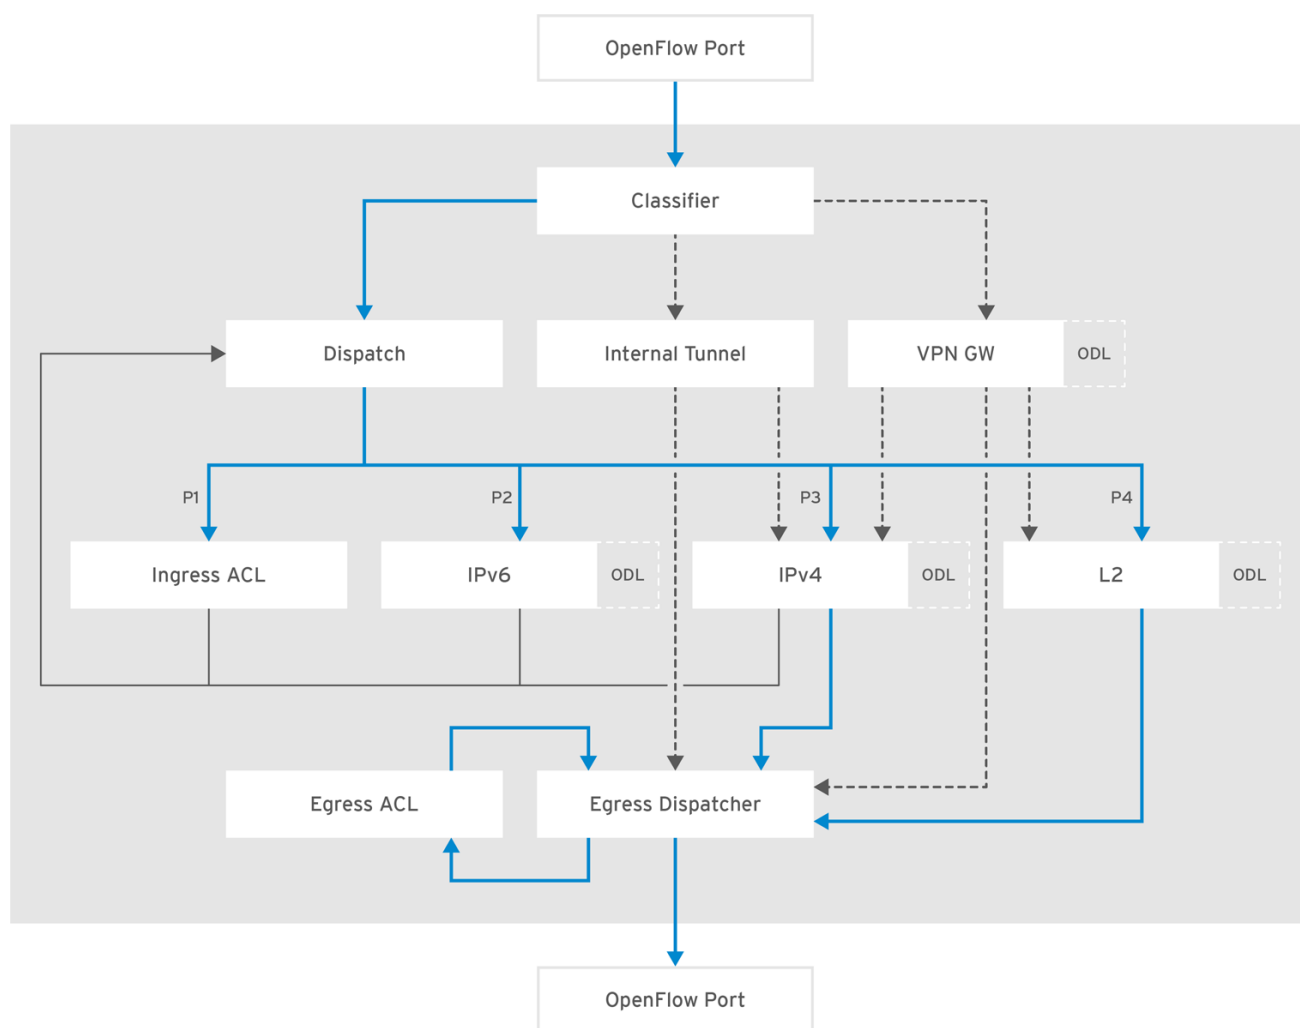 OpenFlow Port
Classifier
Dispatch
Internal Tunnel
VPN GW
ODL
P1
P2
P3
P4
Ingress ACL
IPv6
ODL
IPv4
ODL
L2
ODL
Egress ACL
Egress Dispatcher
OpenFlow Port